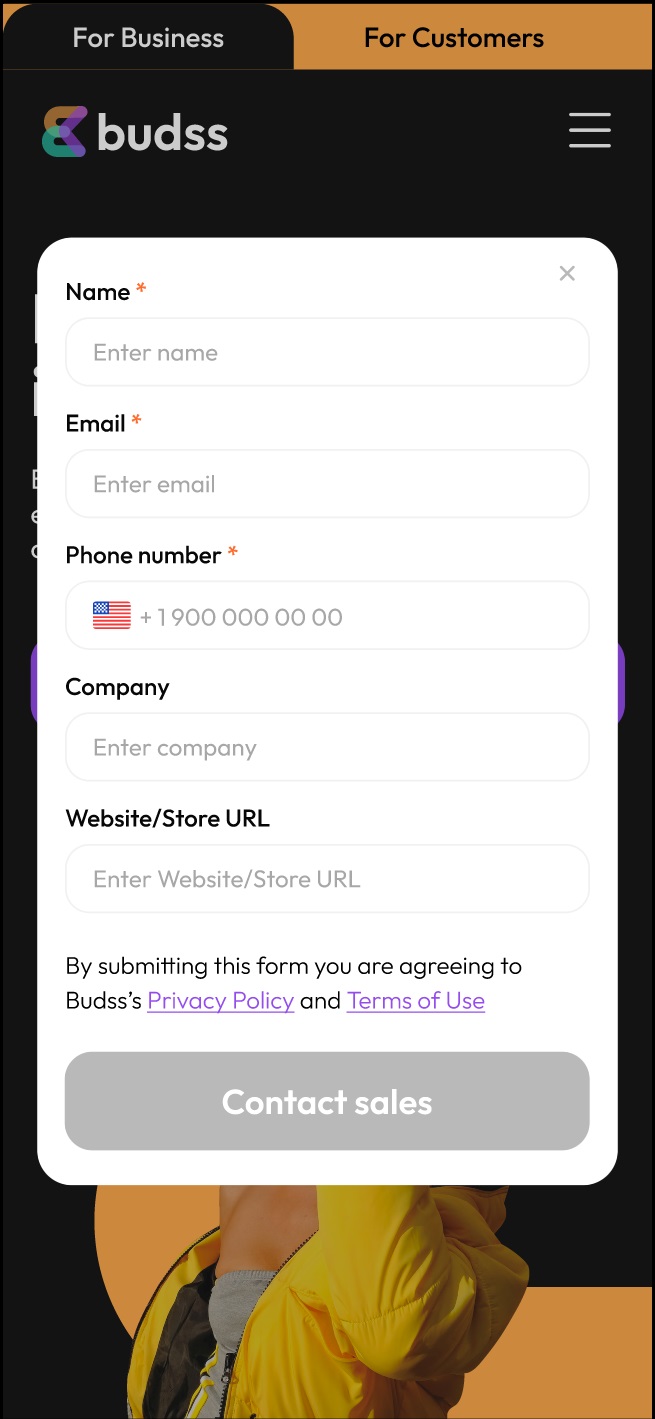 For Business
For Customers
budss
Name *
Enter name
Email *
Enter email
Phone number *
+ 1 900 000 00 00
Company
Enter company
Website/Store URL
Enter Website/Store URL
By submitting this form you are agreeing to
Budss’s Privacy Policy and Terms of Use
Contact sales